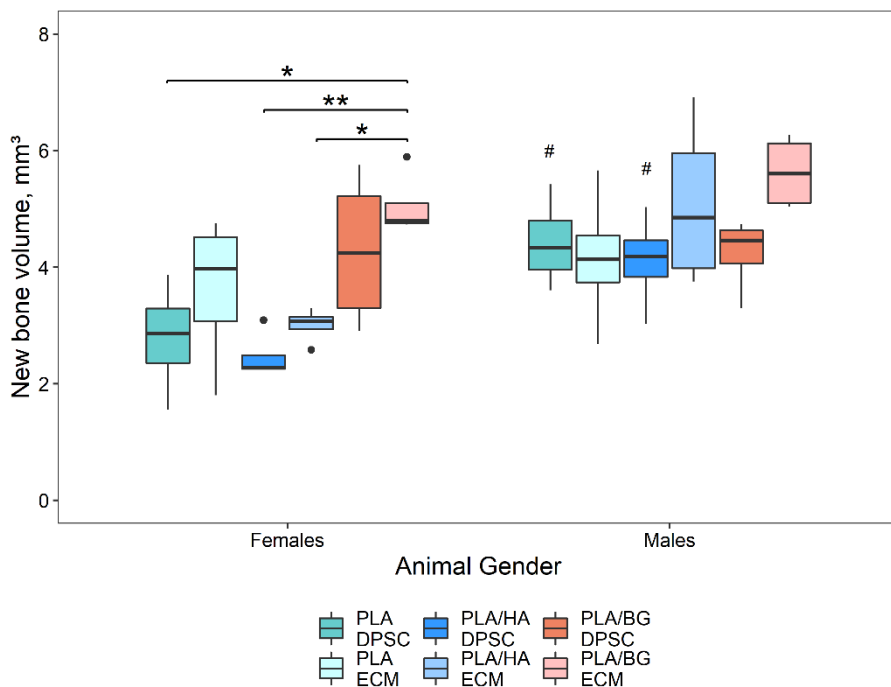 8
*
**
*
6
#
#
New bone volume, mm³
4
2
0
Females
Males
Animal Gender
PLA
DPSC
PLA/HA
DPSC
PLA/BG
DPSC
PLA
ECM
PLA/HA
ECM
PLA/BG
ECM